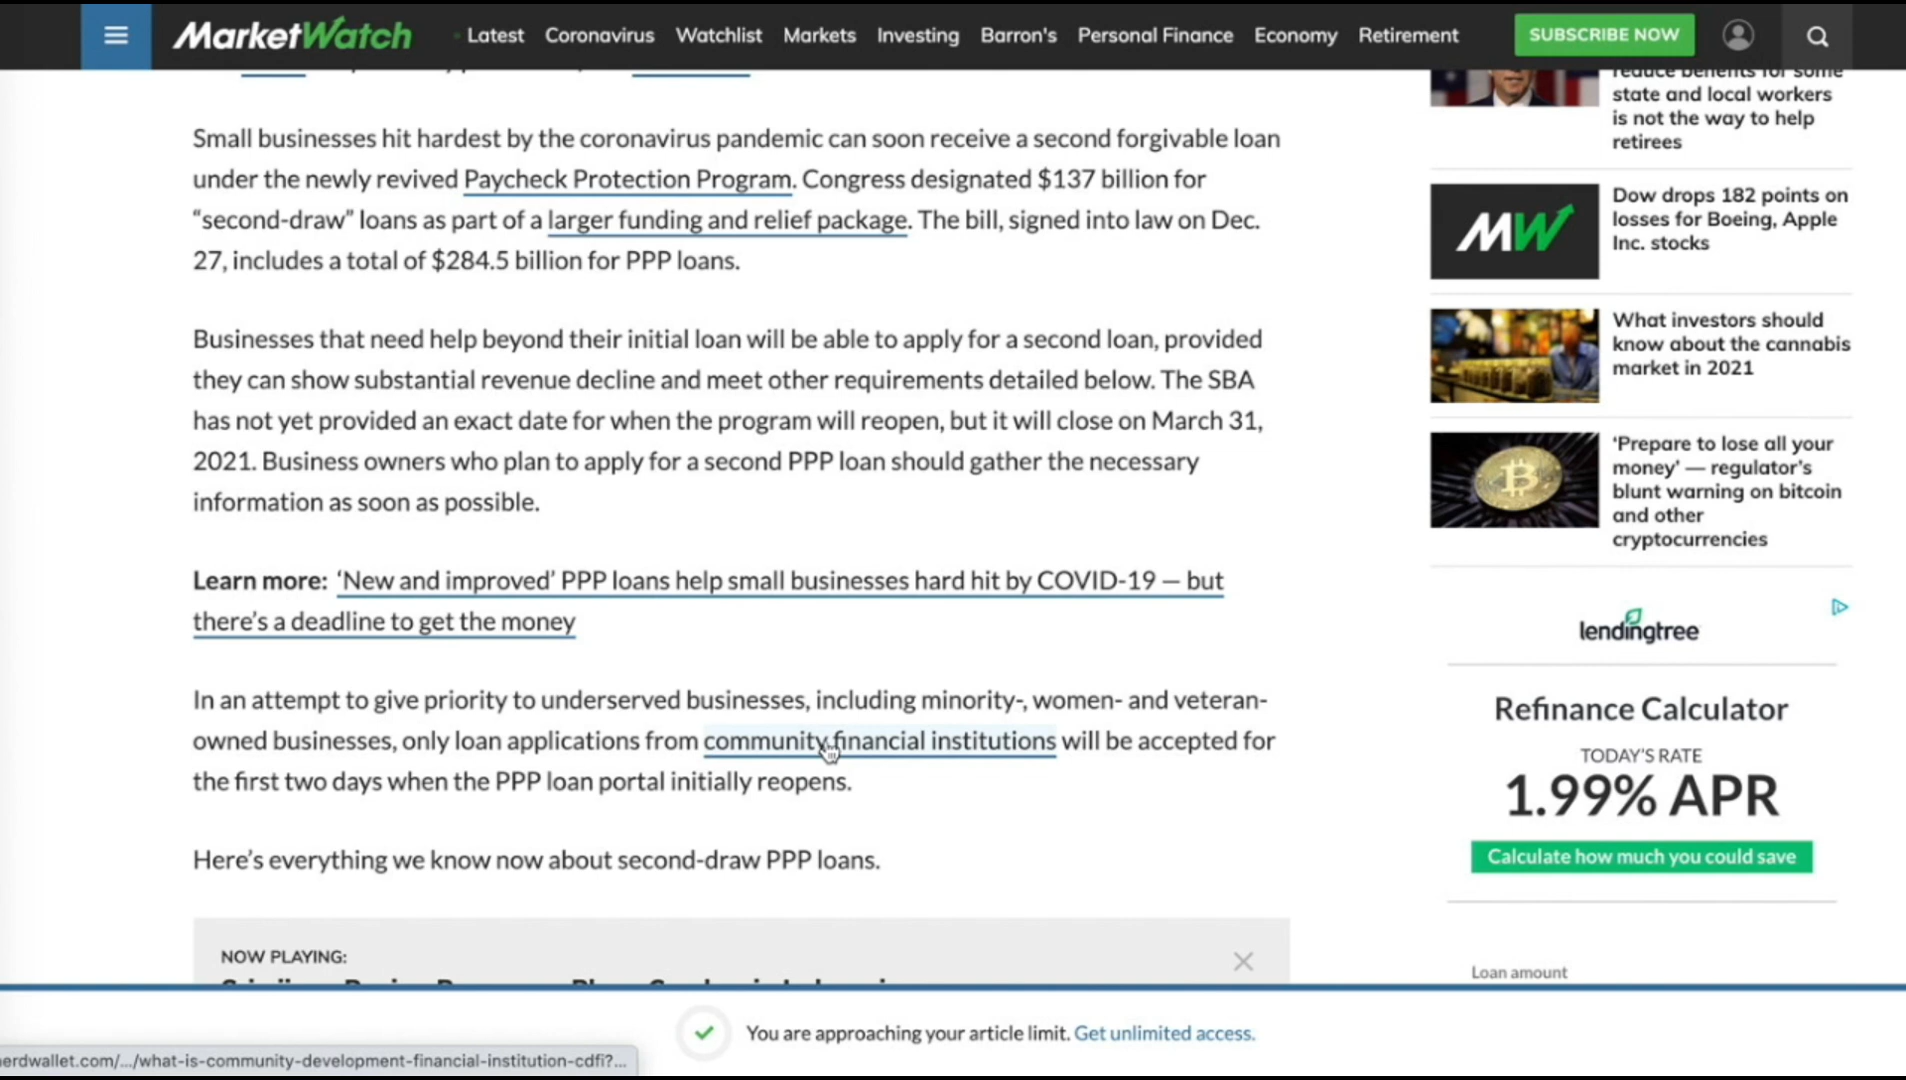 MarketWatch
Latest Coronavirus Watchlist Markets Investing Barron's Personal Finance Economy Retirement
SUBSCRIBE NOW
Small businesses hit hardest by the coronavirus pandemic can soon receive a second forgivable loan
under the newly revived Paycheck Protection Program. Congress designated $137 billion for
“second-draw” loans as part of a larger funding and relief package. The bill, signed into law on Dec.
27, includes a total of $284.5 billion for PPP loans.
Businesses that need help beyond their initial loan will be able to apply for a second loan, provided
they can show substantial revenue decline and meet other requirements detailed below. The SBA
has not yet provided an exact date for when the program will reopen, but it will close on March 31,
2021. Business owners who plan to apply for a second PPP loan should gather the necessary
information as soon as possible.
Learn more: ‘New and improved’ PPP loans help small businesses hard hit by COVID-19 — but
there’s a deadline to get the money
In an attempt to give priority to underserved businesses, including minority-, women- and veteran-
owned businesses, only loan applications from community financial institutions will be accepted for
the first two days when the PPP loan portal initially reopens.
Here’s everything we know now about second-draw PPP loans.
NOW PLAYING:
reduce benefits for some
state and local workers
is not the way to help
retirees
MW
Dow drops 182 points on
losses for Boeing, Apple
Inc. stocks
What investors should
know about the cannabis
market in 2021
‘Prepare to lose all your
money’ — regulator’s
blunt warning on bitcoin
and other
cryptocurrencies
lendingtree
Refinance Calculator
TODAY'S RATE
1.99% APR
Calculate how much you could save
Loan amount
You are approaching your article limit. Get unlimited access.
nerdwallet.com/.../what-is-community-development-financial-institution-cdfi?...